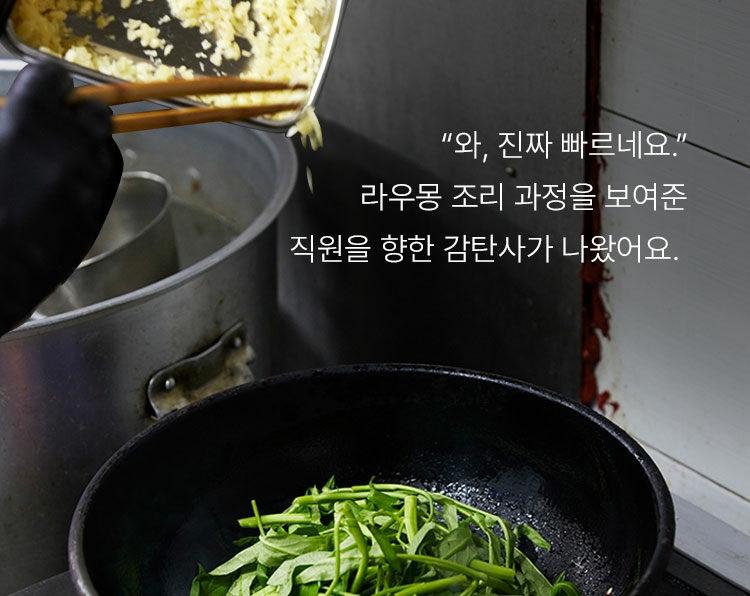 “와, 진짜 빠르네요.”
라우몽 조리 과정을 보여준
직원을 향한 감탄사가 나왔어요.